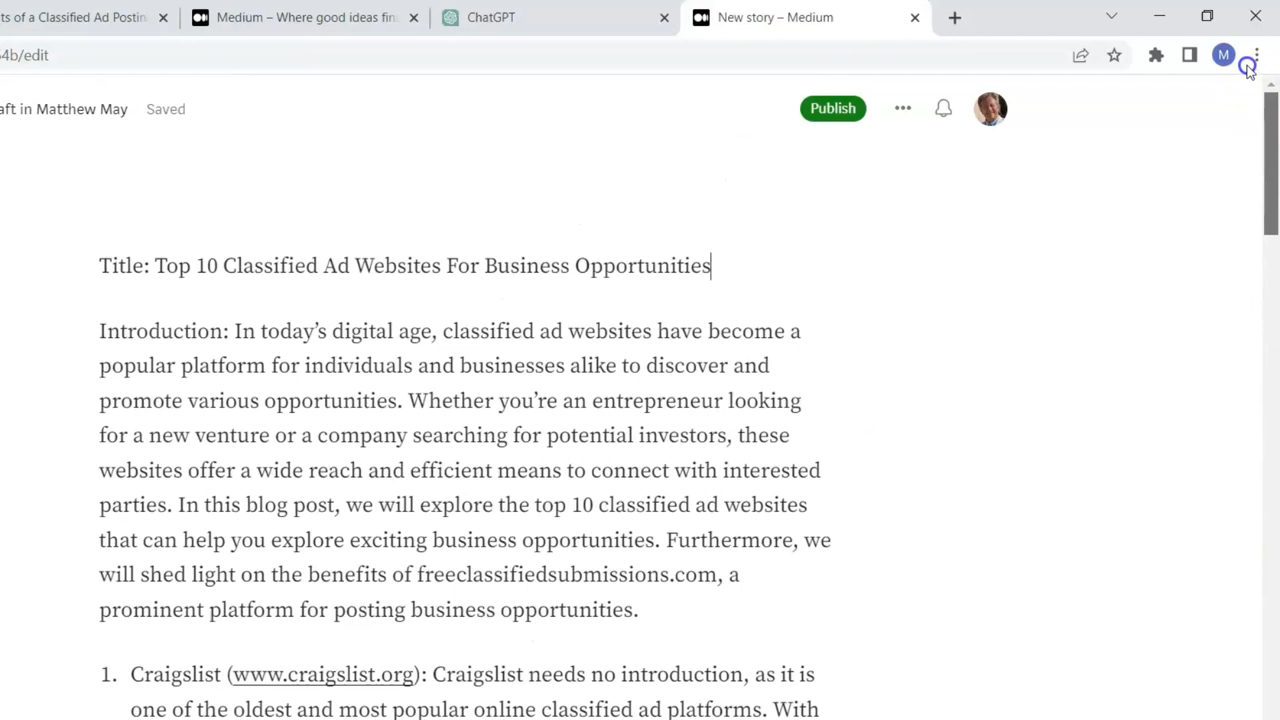 ts of a Classified Ad Postin
Medium – Where good ideas fin
ChatGPT
New story – Medium
64b/edit
M
aft in Matthew May
Saved
Publish
Title: Top 10 Classified Ad Websites For Business Opportunities
Introduction: In today’s digital age, classified ad websites have become a
popular platform for individuals and businesses alike to discover and
promote various opportunities. Whether you’re an entrepreneur looking
for a new venture or a company searching for potential investors, these
websites offer a wide reach and efficient means to connect with interested
parties. In this blog post, we will explore the top 10 classified ad websites
that can help you explore exciting business opportunities. Furthermore, we
will shed light on the benefits of freeclassifiedsubmissions.com, a
prominent platform for posting business opportunities.
1. Craigslist (www.craigslist.org): Craigslist needs no introduction, as it is
one of the oldest and most popular online classified ad platforms. With